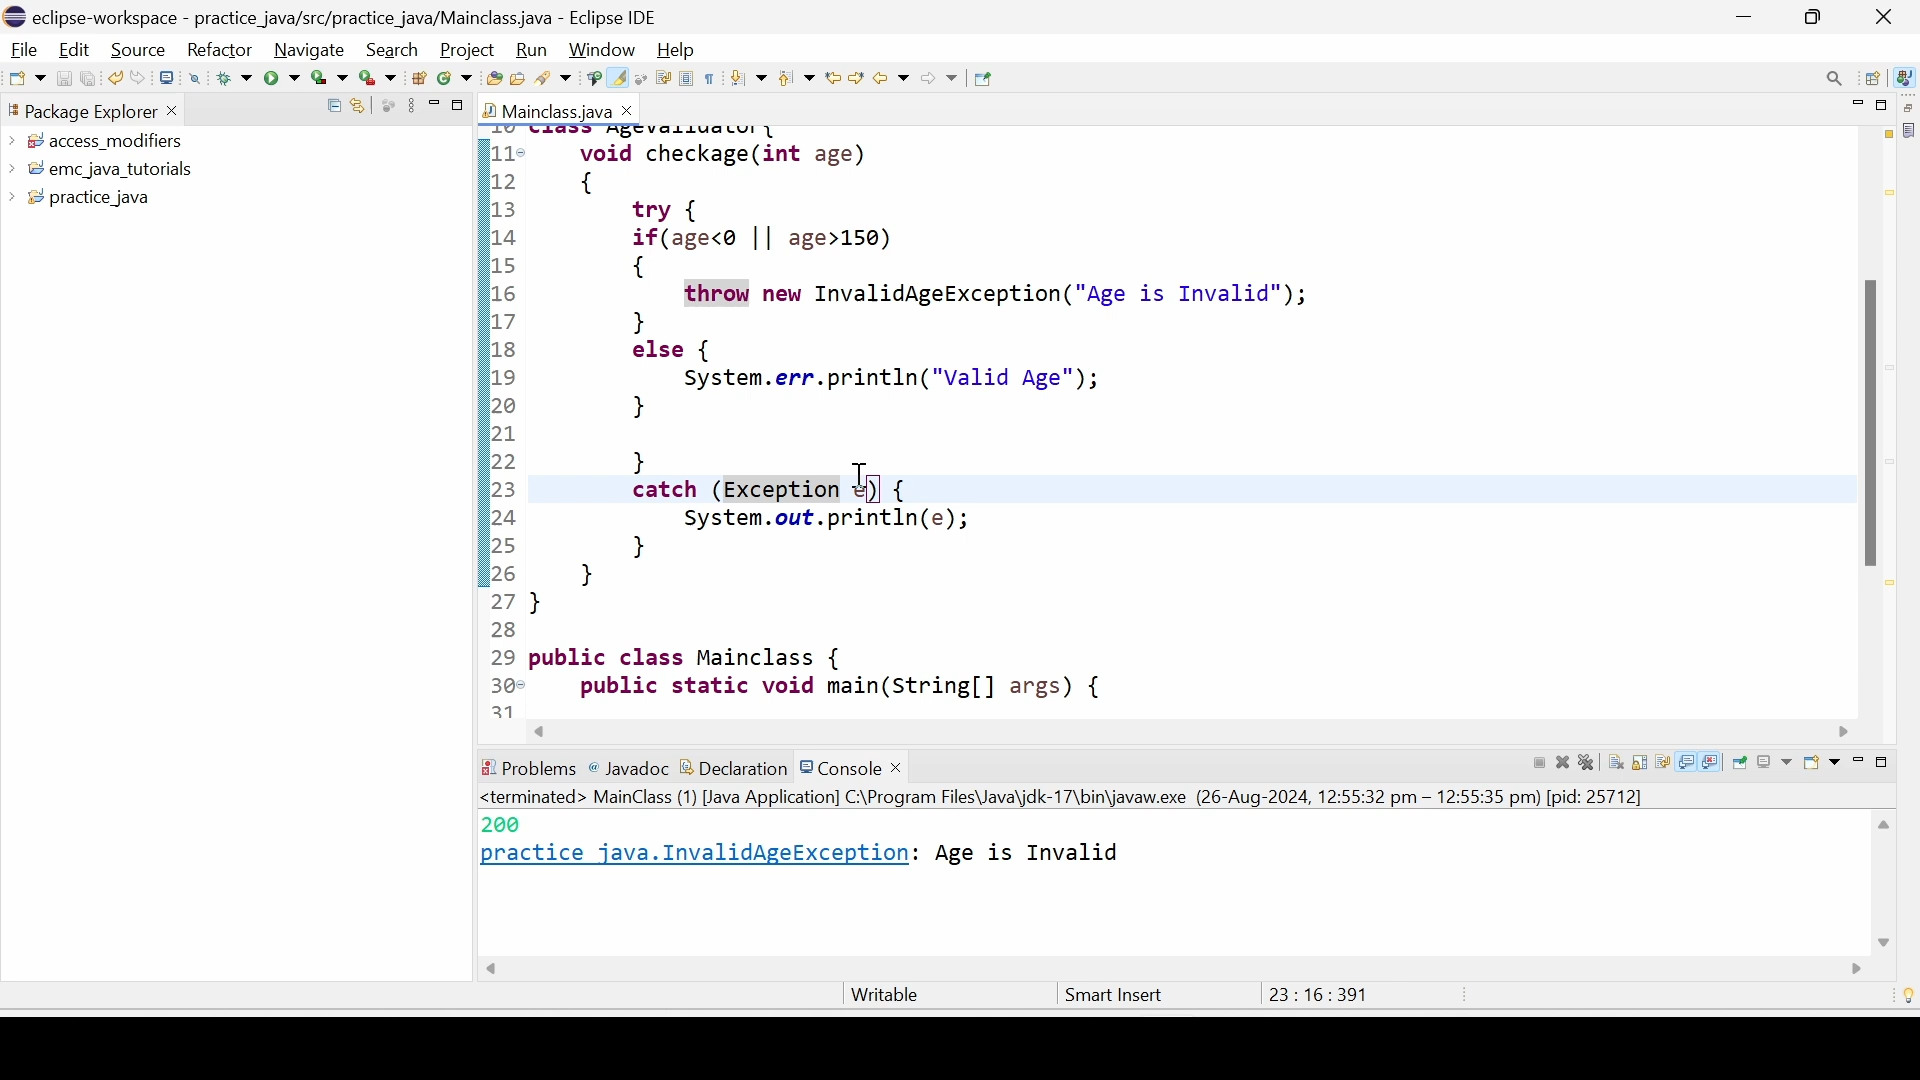 eclipse-workspace - practice_java/src/practice_java/Mainclass.java - Eclipse IDE
File Edit Source Refactor Navigate Search Project Run Window Help
Package Explorer
access_modifiers
emc_java_tutorials
practice_java
Mainclass.java
10 class AgeValidator{
11 void checkage(int age)
12 {
13 try {
14 if(age<0 || age>150)
15 {
16 throw new InvalidAgeException("Age is Invalid");
17 }
18 else {
19 System.err.println("Valid Age");
20 }
21
22 }
23 catch (Exception e) {
24 System.out.println(e);
25 }
26 }
27 }
28
29 public class Mainclass {
30 public static void main(String[] args) {
31
Problems @ Javadoc Declaration Console
<terminated> MainClass (1) [Java Application] C:\Program Files\Java\jdk-17\bin\javaw.exe (26-Aug-2024, 12:55:32 pm – 12:55:35 pm) [pid: 25712]
200
practice_java.InvalidAgeException: Age is Invalid
Writable Smart Insert 23 : 16 : 391